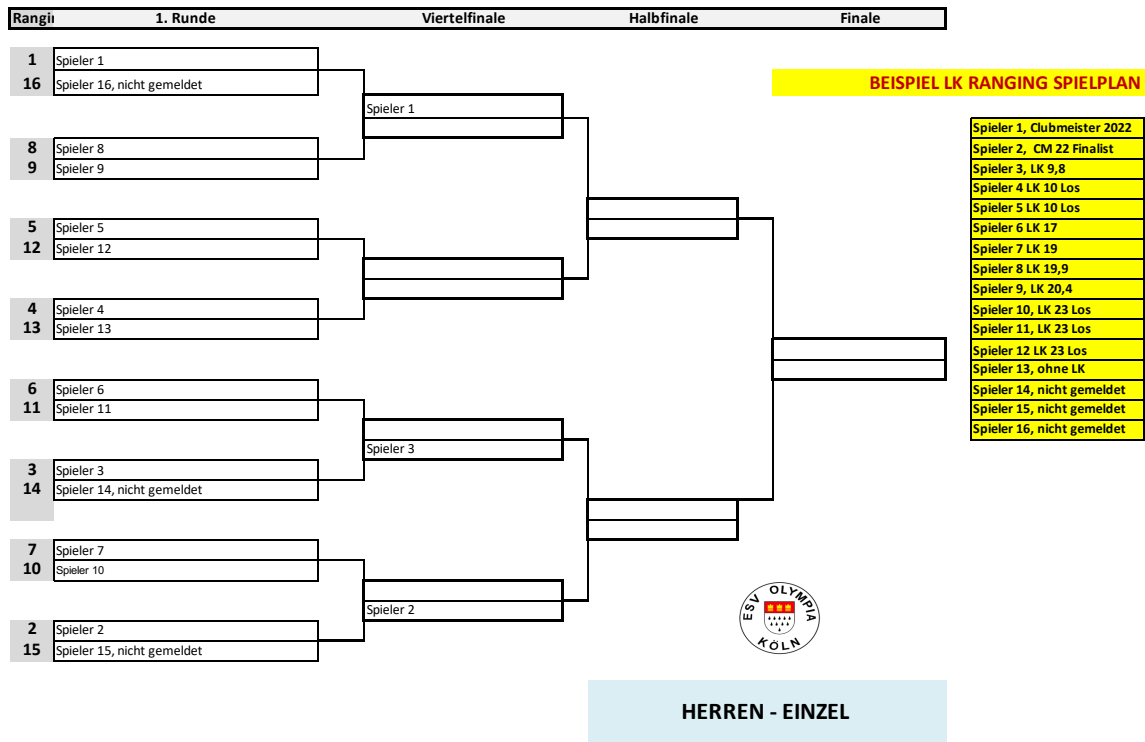 Rangii 1. Runde Viertelfinale Halbfinale Finale
1 Spieler 1
16 Spieler 16, nicht gemeldet
BEISPIEL LK RANGING SPIELPLAN
Spieler 1
8 Spieler 8
9 Spieler 9
5 Spieler 5
12 Spieler 12
4 Spieler 4
13 Spieler 13
6 Spieler 6
11 Spieler 11
Spieler 3
3 Spieler 3
14 Spieler 14, nicht gemeldet
7 Spieler 7
10 Spieler 10
Spieler 2
2 Spieler 2
15 Spieler 15, nicht gemeldet
Spieler 1, Clubmeister 2022
Spieler 2, CM 22 Finalist
Spieler 3, LK 9,8
Spieler 4 LK 10 Los
Spieler 5 LK 10 Los
Spieler 6 LK 17
Spieler 7 LK 19
Spieler 8 LK 19,9
Spieler 9, LK 20,4
Spieler 10, LK 23 Los
Spieler 11, LK 23 Los
Spieler 12 LK 23 Los
Spieler 13, ohne LK
Spieler 14, nicht gemeldet
Spieler 15, nicht gemeldet
Spieler 16, nicht gemeldet
ESV OLYMPIA
KÖLN
HERREN - EINZEL